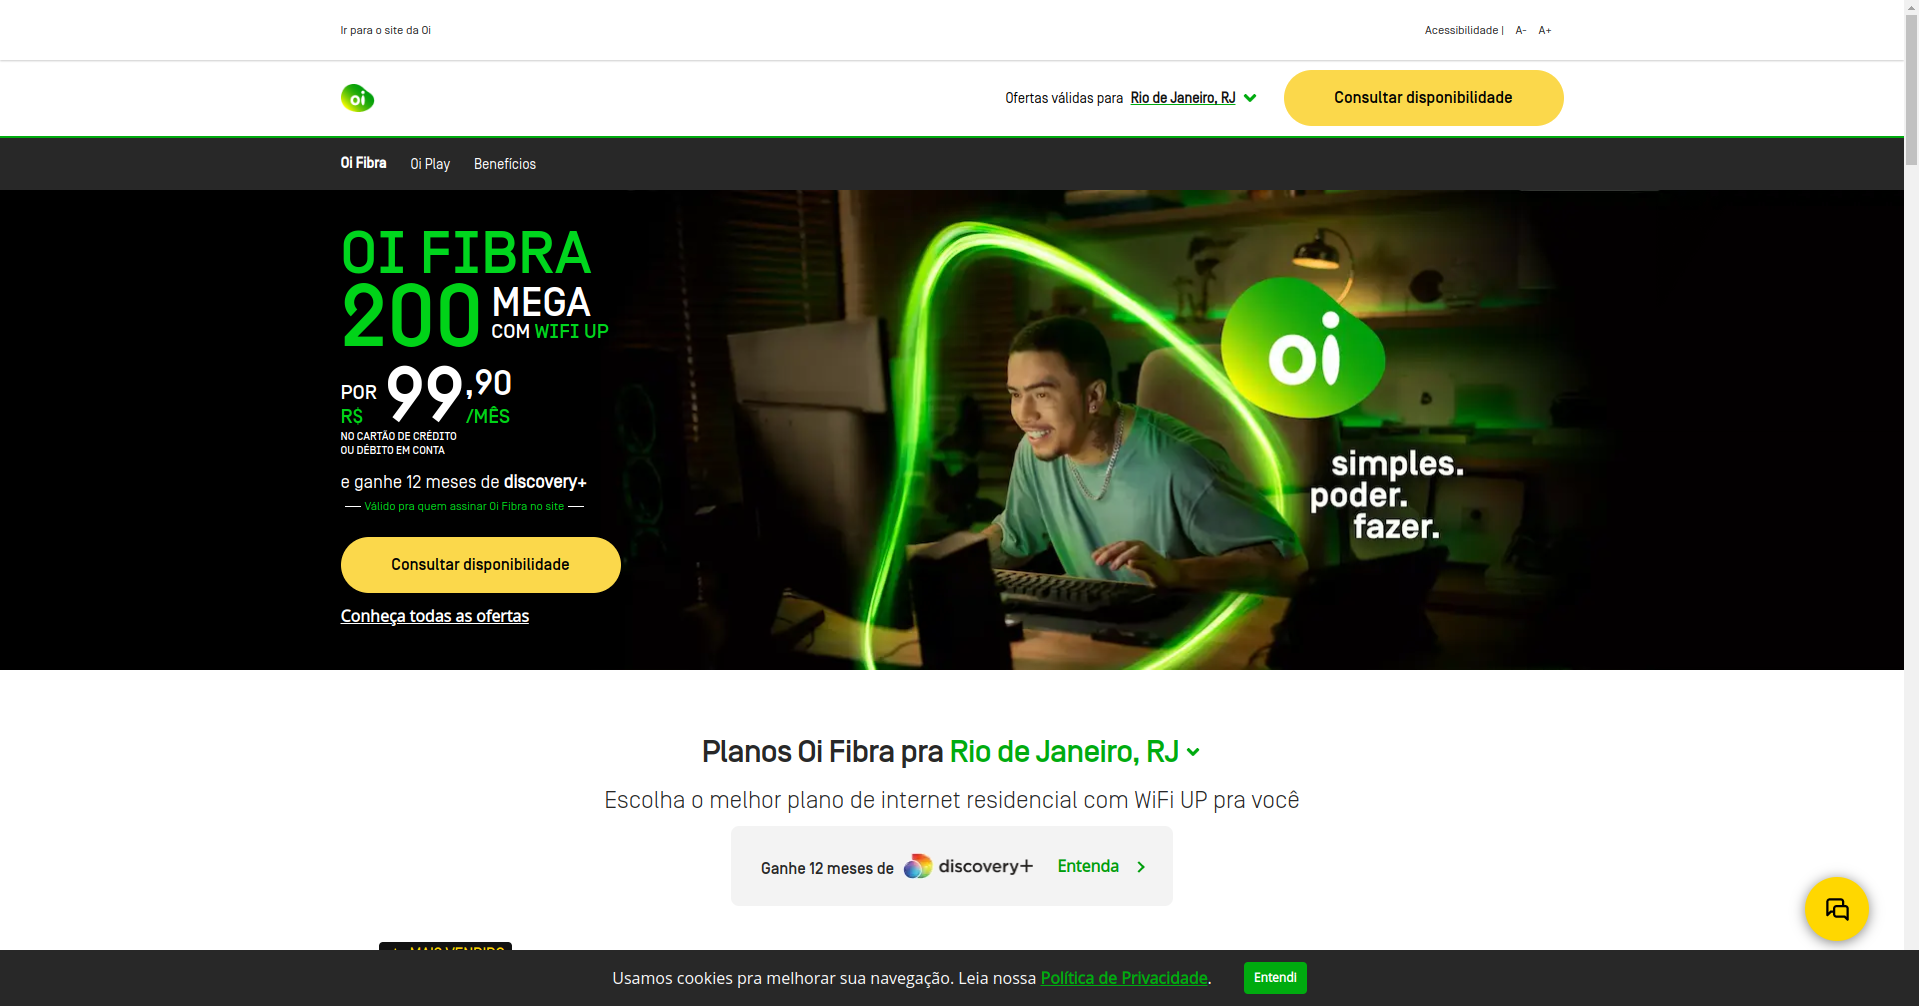 Ir para o site da Oi
Acessibilidade | A- A+
oi
Ofertas válidas para Rio de Janeiro, RJ
Consultar disponibilidade
Oi Fibra Oi Play Benefícios
OI FIBRA
200 MEGA
COM WIFI UP
POR R$ 99,90 /MÊS
NO CARTÃO DE CRÉDITO
OU DÉBITO EM CONTA
e ganhe 12 meses de discovery+
Válido pra quem assinar Oi Fibra no site
Consultar disponibilidade
Conheça todas as ofertas
oi
simples.
poder.
fazer.
Planos Oi Fibra pra Rio de Janeiro, RJ
Escolha o melhor plano de internet residencial com WiFi UP pra você
Ganhe 12 meses de discovery+ Entenda
MAIS VENDIDO
Usamos cookies pra melhorar sua navegação. Leia nossa Política de Privacidade.
Entendi